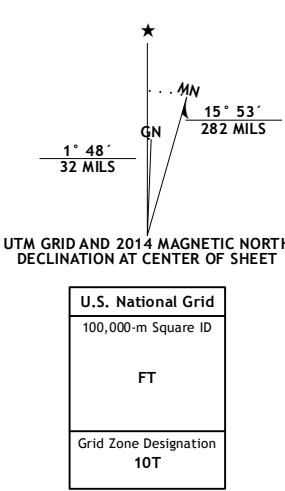 MN
15° 53´
282 MILS
GN
1° 48´
32 MILS
UTM GRID AND 2014 MAGNETIC NORTH
DECLINATION AT CENTER OF SHEET
U.S. National Grid
100,000-m Square ID
FT
Grid Zone Designation
10T